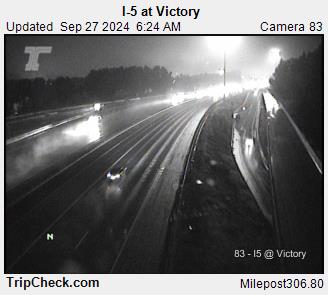 I-5 at Victory
Updated Sep 27 2024 6:24 AM Camera 83
N
83 - I5 @ Victory
TripCheck.com Milepost306.80